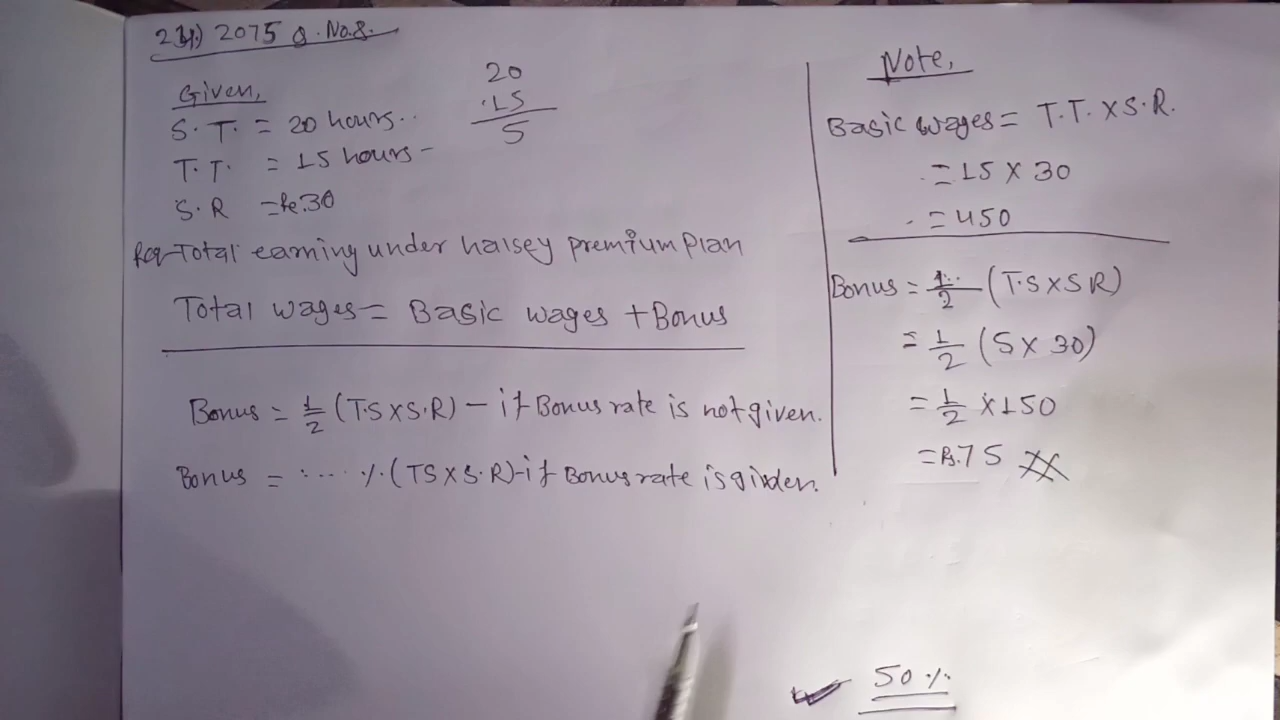 2075 Q. No.8.
Given,
S.T. = 20 hours..
T.T. = 15 hours-
S.R = Rs.30
20
.15
5
Req-Total earning under halsey premium Plan
Total wages = Basic wages + Bonus
Bonus = 1/2 (T.S x S.R) - if Bonus rate is not given.
Bonus = .... %. (TS x S.R)-if Bonus rate is
Note,
Basic wages = T.T. x S.R.
= 15 x 30
= 450
Bonus = 1/2 (T.S x S R)
= 1/2 (5 x 30)
= 1/2 x 150
= Rs.75
50 %